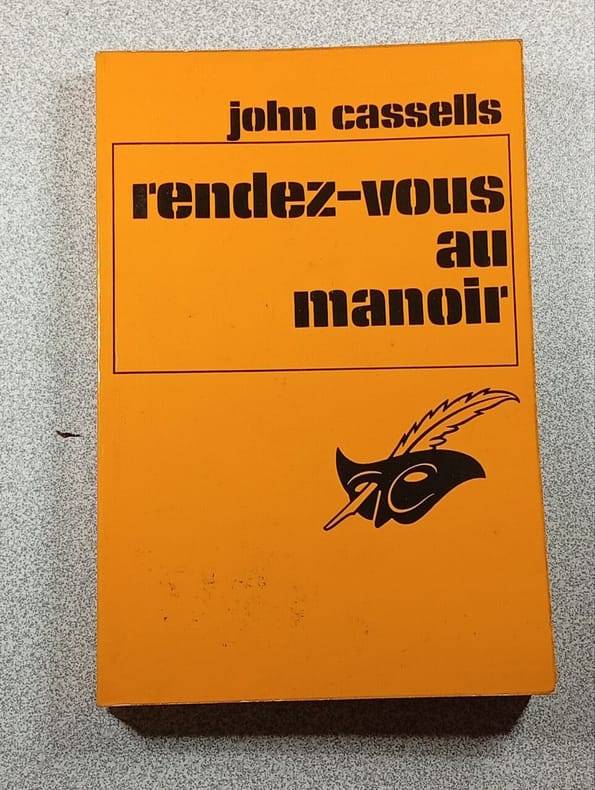 john cassells
rendez-vous
au
manoir